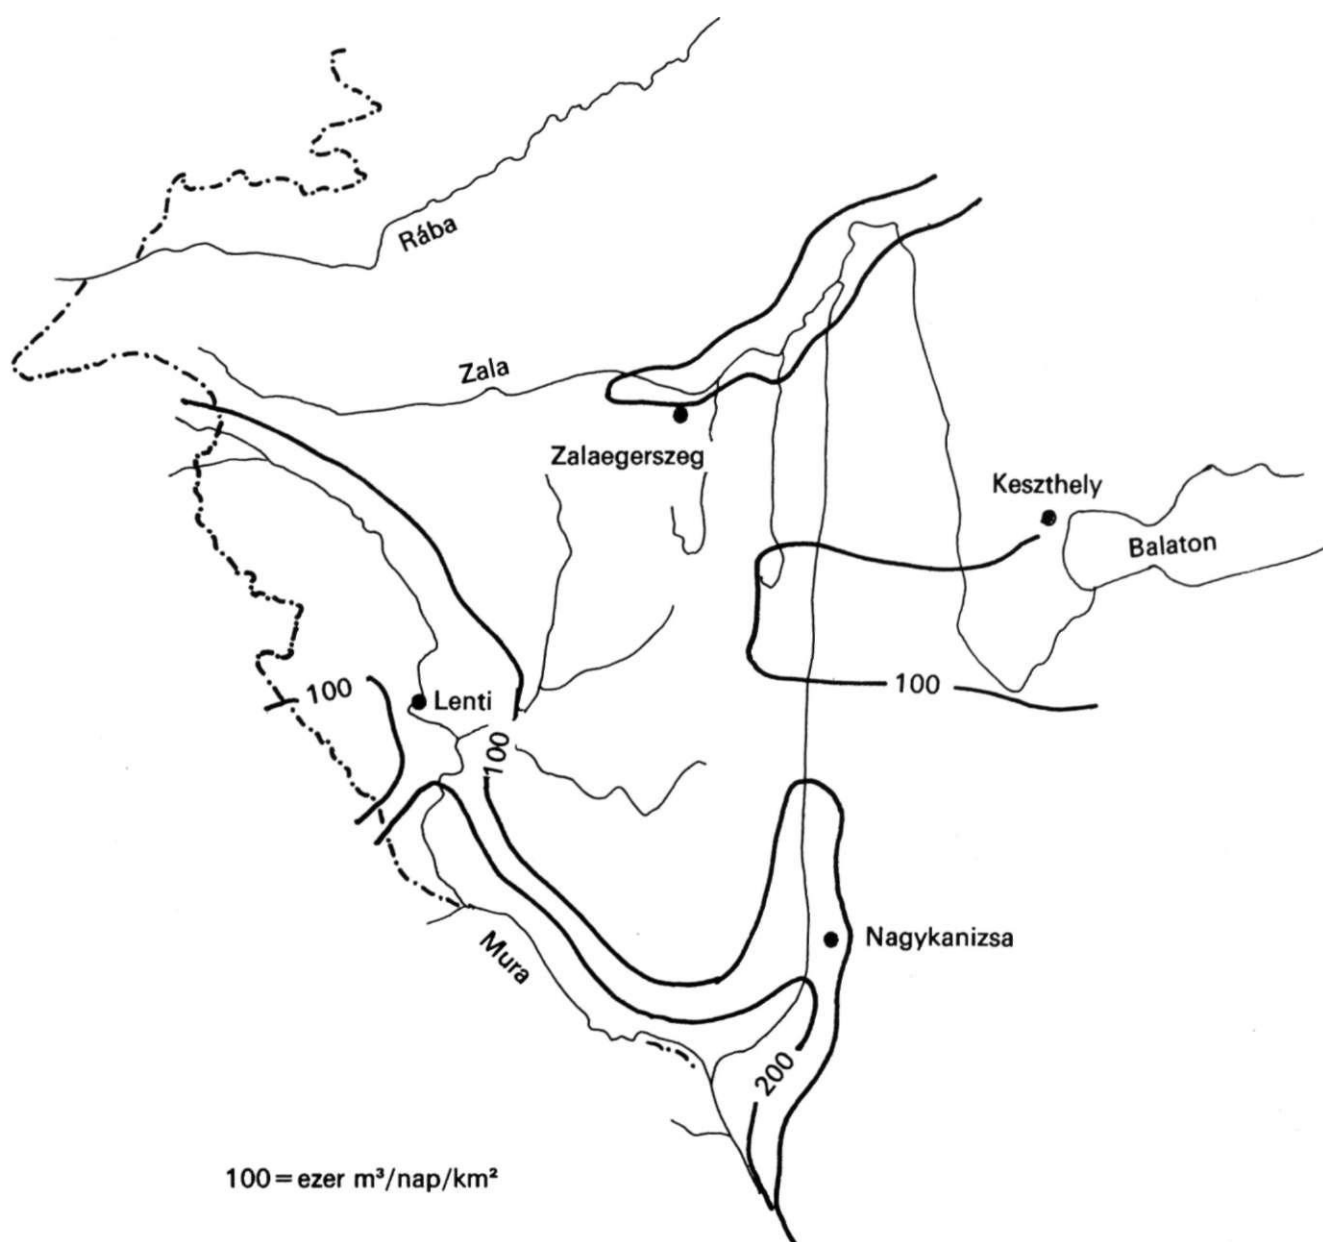 Rába
Zala
Zalaegerszeg
Keszthely
Balaton
100
Lenti
100
100
Nagykanizsa
Mura
200
100=ezer m³/nap/km²